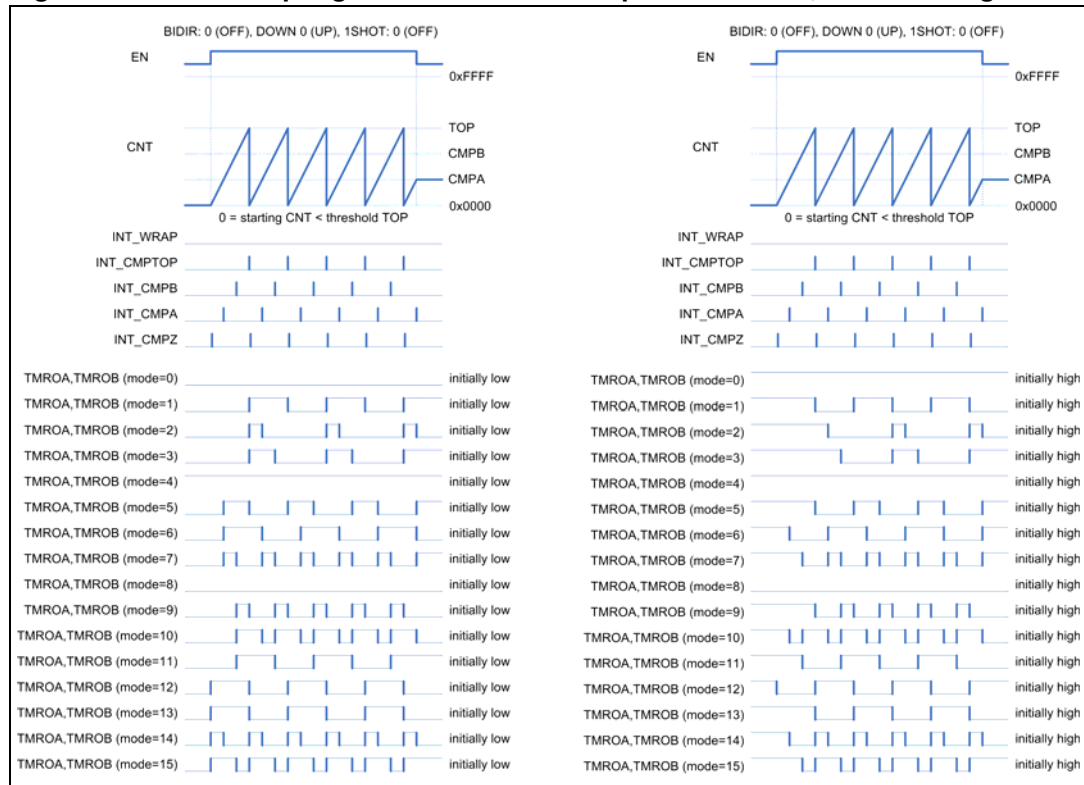 BIDIR: 0 (OFF), DOWN 0 (UP), 1SHOT: 0 (OFF)
EN
0xFFFF
TOP
CNT
CMPB
CMPA
0x0000
0 = starting CNT < threshold TOP
INT_WRAP
INT_CMPTOP
INT_CMPB
INT_CMPA
INT_CMPZ
TMROA,TMROB (mode=0) initially low
TMROA,TMROB (mode=1) initially low
TMROA,TMROB (mode=2) initially low
TMROA,TMROB (mode=3) initially low
TMROA,TMROB (mode=4) initially low
TMROA,TMROB (mode=5) initially low
TMROA,TMROB (mode=6) initially low
TMROA,TMROB (mode=7) initially low
TMROA,TMROB (mode=8) initially low
TMROA,TMROB (mode=9) initially low
TMROA,TMROB (mode=10) initially low
TMROA,TMROB (mode=11) initially low
TMROA,TMROB (mode=12) initially low
TMROA,TMROB (mode=13) initially low
TMROA,TMROB (mode=14) initially low
TMROA,TMROB (mode=15) initially low
BIDIR: 0 (OFF), DOWN 0 (UP), 1SHOT: 0 (OFF)
EN
0xFFFF
TOP
CNT
CMPB
CMPA
0x0000
0 = starting CNT < threshold TOP
INT_WRAP
INT_CMPTOP
INT_CMPB
INT_CMPA
INT_CMPZ
TMROA,TMROB (mode=0) initially high
TMROA,TMROB (mode=1) initially high
TMROA,TMROB (mode=2) initially high
TMROA,TMROB (mode=3) initially high
TMROA,TMROB (mode=4) initially high
TMROA,TMROB (mode=5) initially high
TMROA,TMROB (mode=6) initially high
TMROA,TMROB (mode=7) initially high
TMROA,TMROB (mode=8) initially high
TMROA,TMROB (mode=9) initially high
TMROA,TMROB (mode=10) initially high
TMROA,TMROB (mode=11) initially high
TMROA,TMROB (mode=12) initially high
TMROA,TMROB (mode=13) initially high
TMROA,TMROB (mode=14) initially high
TMROA,TMROB (mode=15) initially high